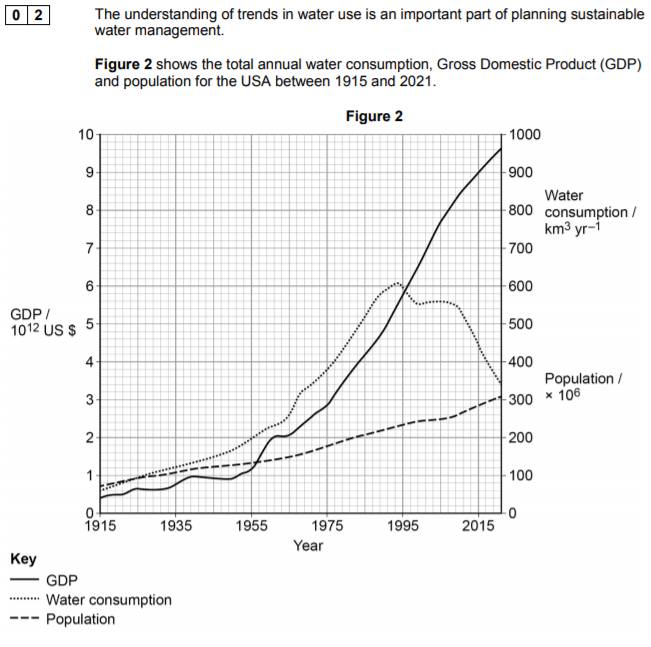 0 2
The understanding of trends in water use is an important part of planning sustainable
water management.
Figure 2 shows the total annual water consumption, Gross Domestic Product (GDP)
and population for the USA between 1915 and 2021.
Figure 2
10
9
8
7
6
5
4
3
2
1
0
GDP /
10¹² US $
1000
900
800
700
600
500
400
300
200
100
0
Water
consumption /
km³ yr⁻¹
Population /
× 10⁶
1915 1935 1955 1975 1995 2015
Year
Key
GDP
Water consumption
Population